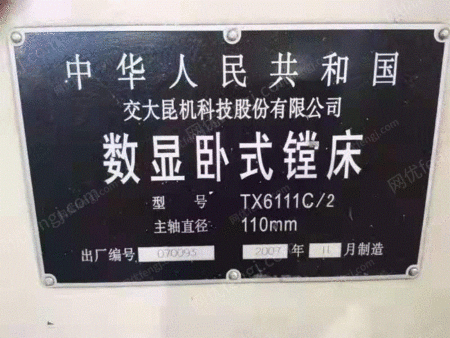 中华人民共和国
交大昆机科技股份有限公司
数显卧式镗床
型 号 TX6111C/2
主轴直径 110mm
出厂编号 070095 2007 年 11 月制造